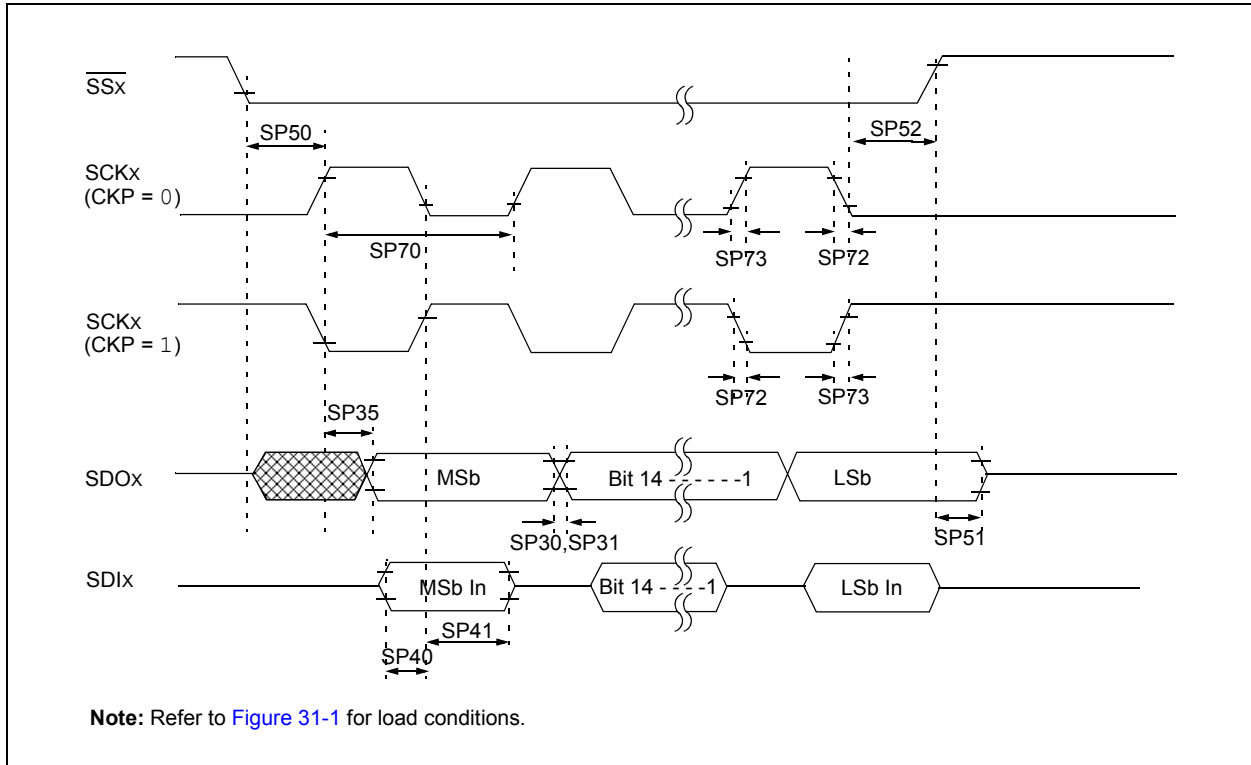 SSx
SP50
SP52
SCKx
(CKP = 0)
SP70
SP73
SP72
SCKx
(CKP = 1)
SP72
SP73
SP35
SDOx
MSb
Bit 14 - - - - - -1
LSb
SP30,SP31
SP51
SDIx
MSb In
Bit 14 - - - -1
LSb In
SP41
SP40
Note: Refer to Figure 31-1 for load conditions.